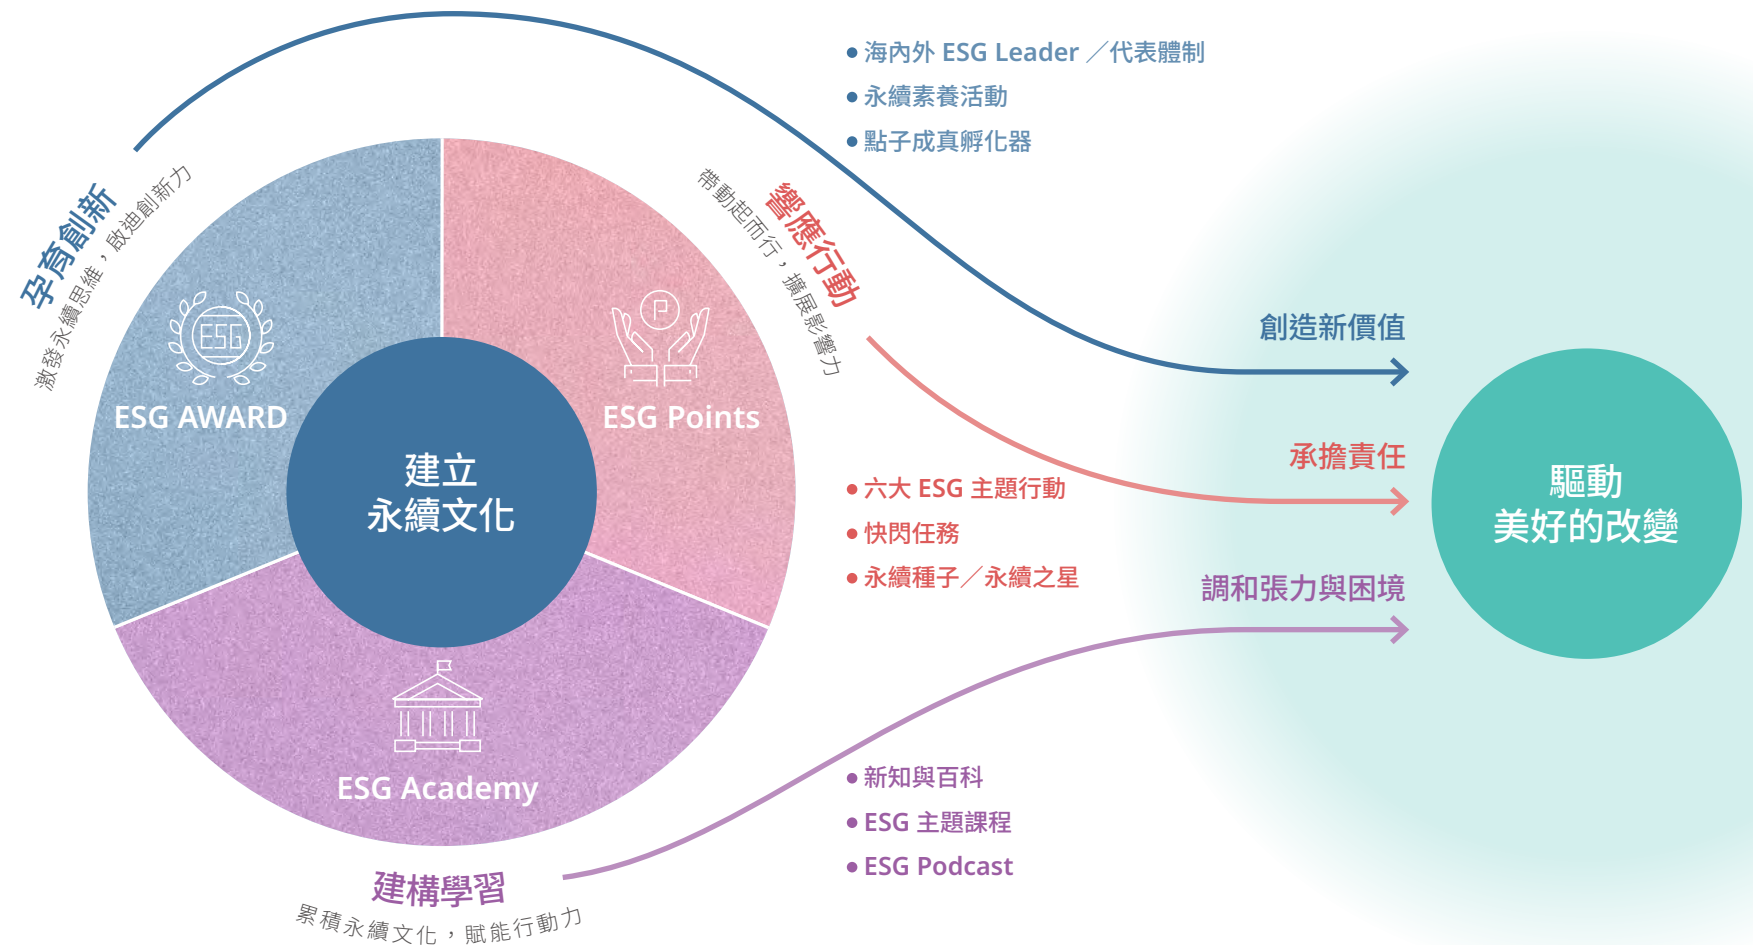 孕育創新
激發永續思維，啟迪創新力
ESG
ESG AWARD
響應行動
帶動起而行，擴展影響力
P
ESG Points
建立
永續文化
ESG Academy
建構學習
累積永續文化，賦能行動力
海內外 ESG Leader ／代表體制
永續素養活動
點子成真孵化器
六大 ESG 主題行動
快閃任務
永續種子／永續之星
新知與百科
ESG 主題課程
ESG Podcast
創造新價值
承擔責任
調和張力與困境
驅動
美好的改變